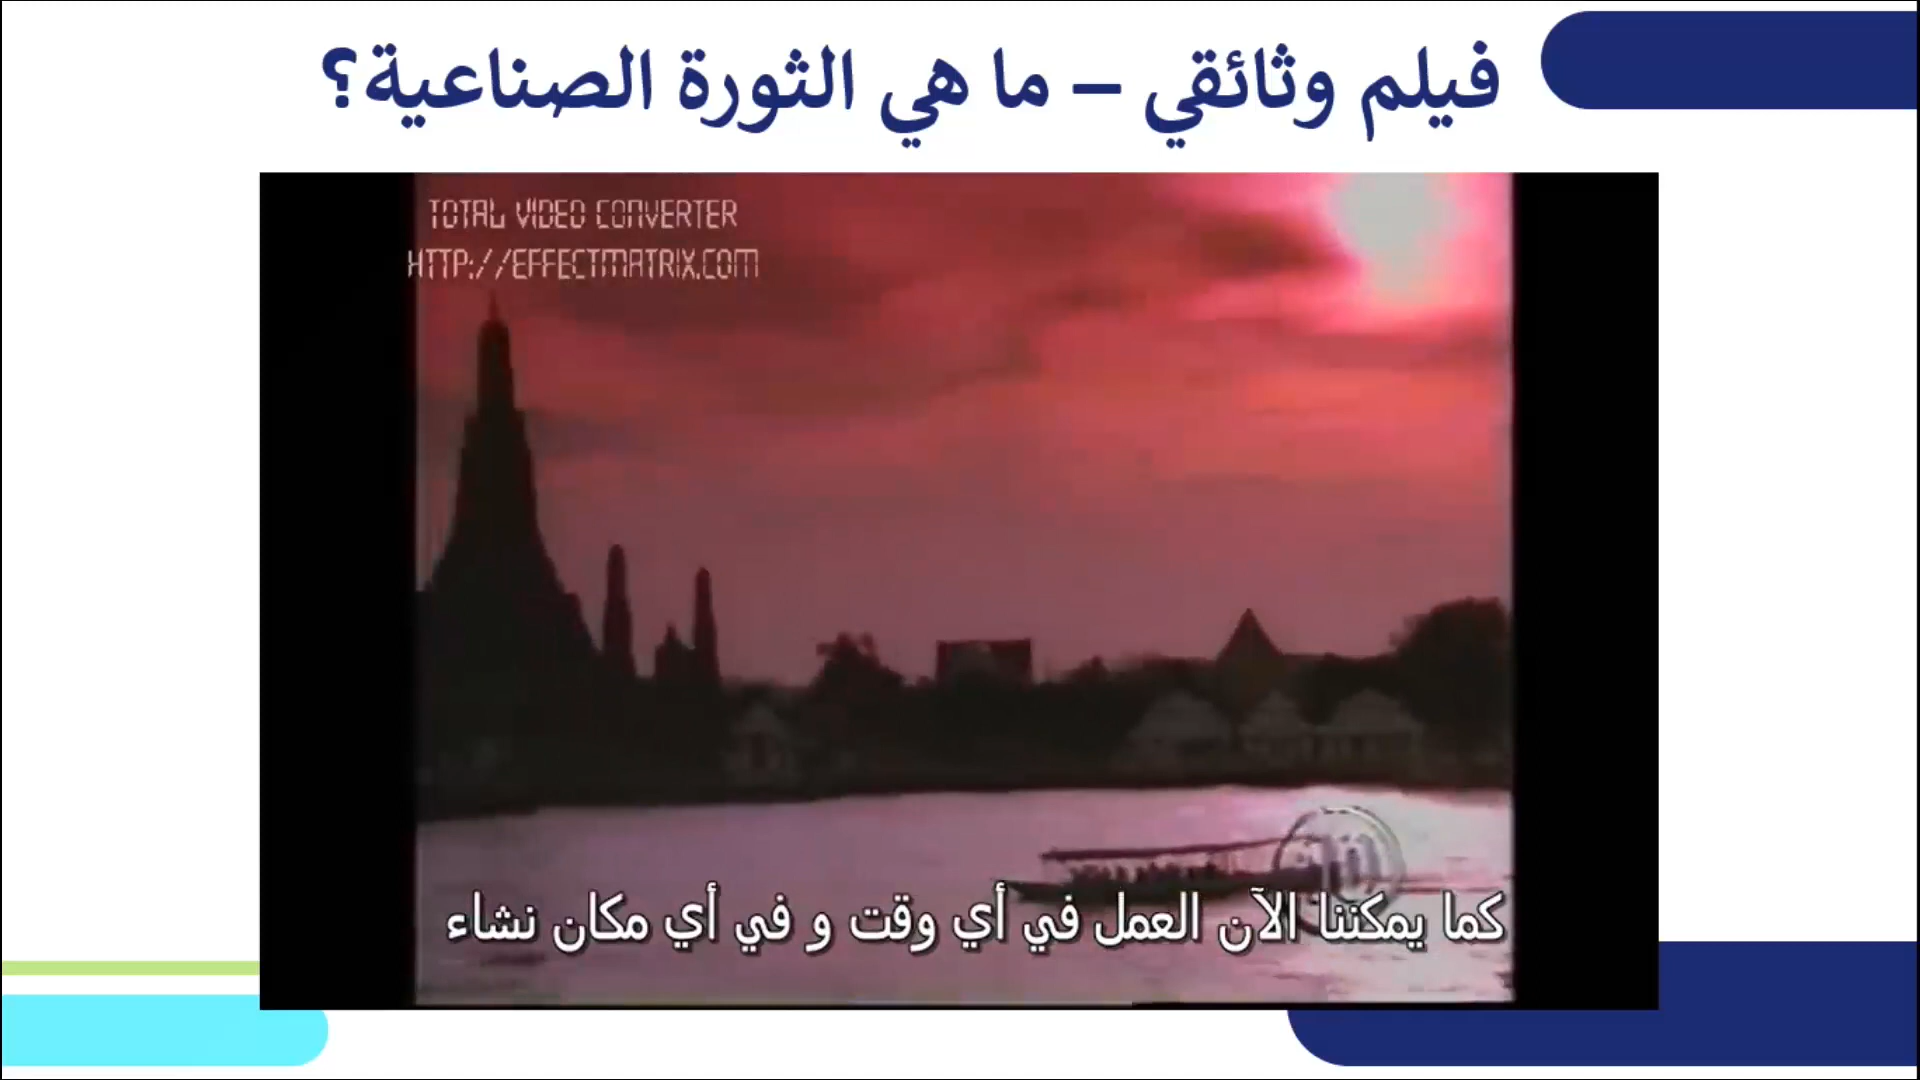 فيلم وثائقي – ما هي الثورة الصناعية؟
TOTAL VIDEO CONVERTER
HTTP://EFFECTMATRIX.COM
كما يمكننا الآن العمل في أي وقت و في أي مكان نشاء